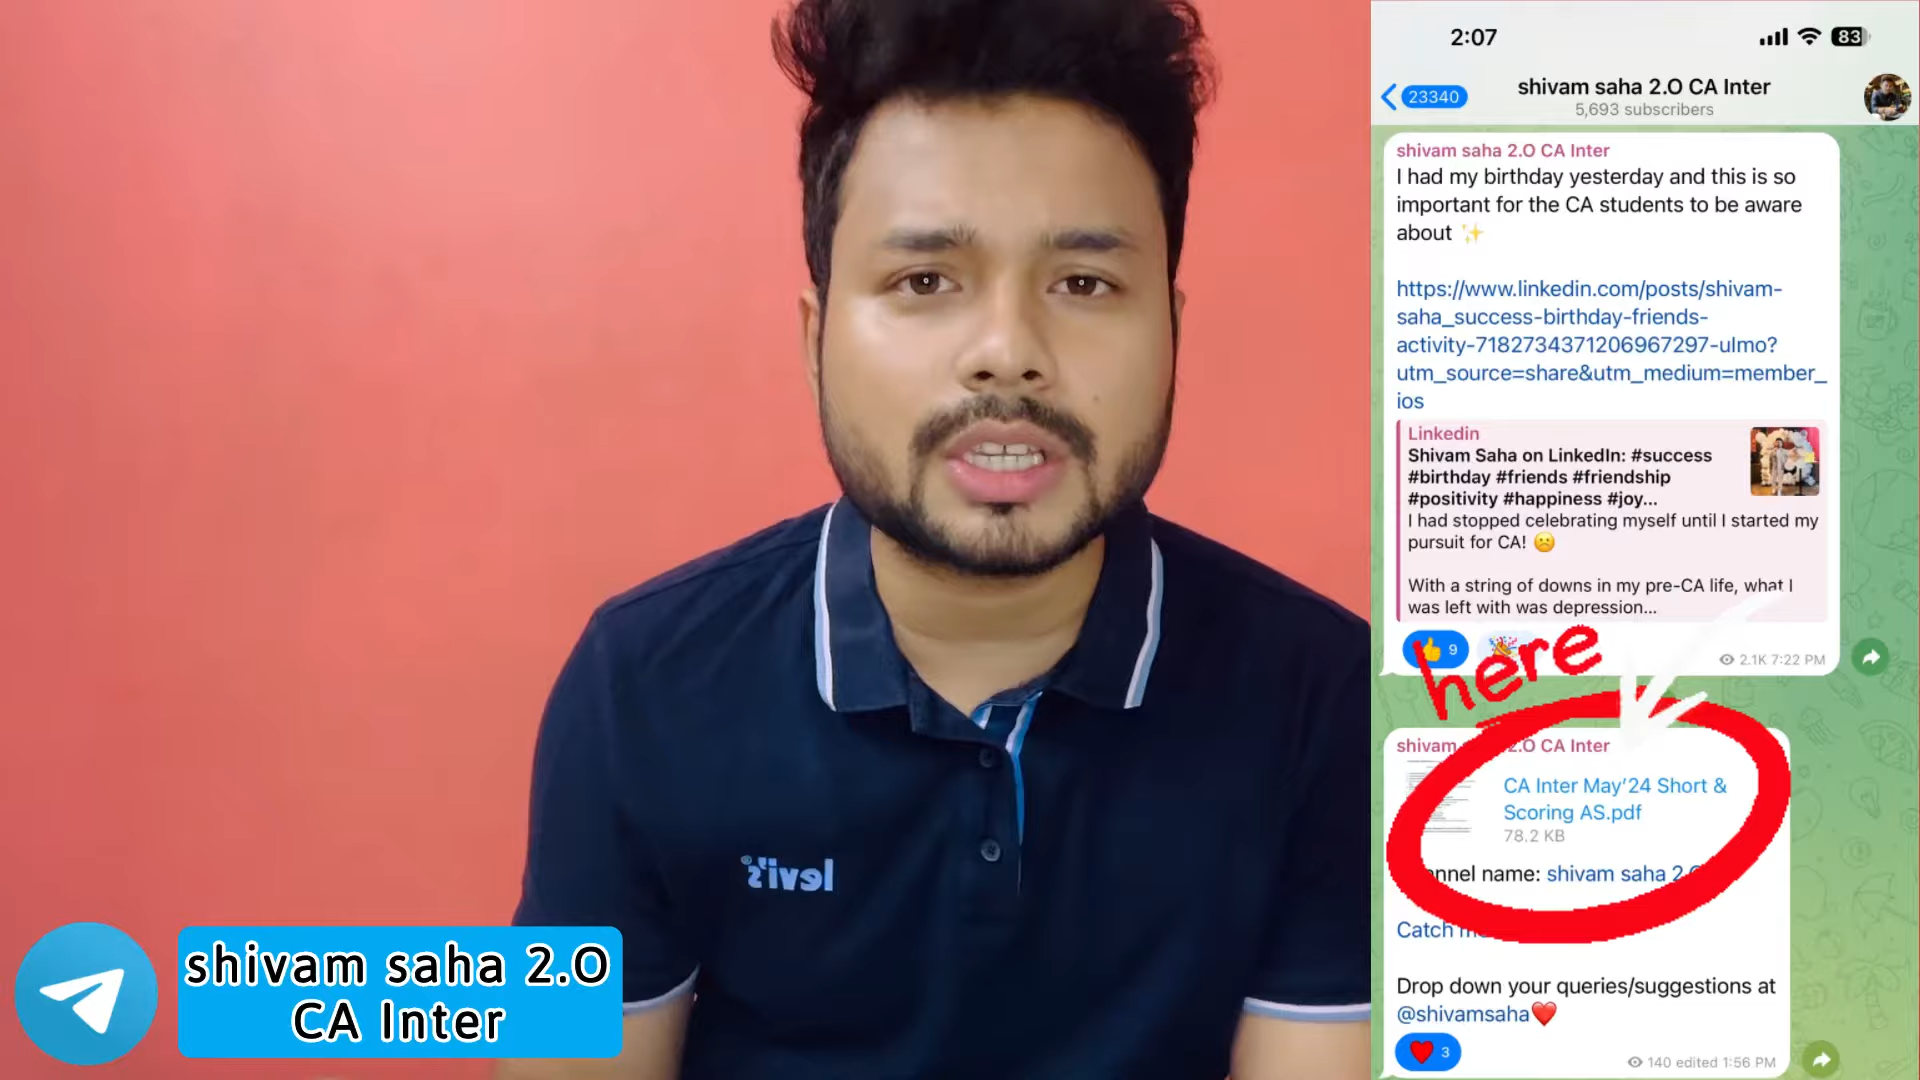 levi's
shivam saha 2.O
CA Inter
2:07
83
23340
shivam saha 2.O CA Inter
5,693 subscribers
shivam saha 2.O CA Inter
I had my birthday yesterday and this is so
important for the CA students to be aware
about ✨
https://www.linkedin.com/posts/shivam-
saha_success-birthday-friends-
activity-7182734371206967297-ulmo?
utm_source=share&utm_medium=member_
ios
Linkedin
Shivam Saha on LinkedIn: #success
#birthday #friends #friendship
#positivity #happiness #joy...
I had stopped celebrating myself until I started my
pursuit for CA! ☹️
With a string of downs in my pre-CA life, what I
was left with was depression...
👍 9 🎉
2.1K 7:22 PM
here
shivam 2.O CA Inter
CA Inter May'24 Short &
Scoring AS.pdf
78.2 KB
nnel name: shivam saha 2.
Catch
Drop down your queries/suggestions at
@shivamsaha❤️
❤️ 3
140 edited 1:56 PM